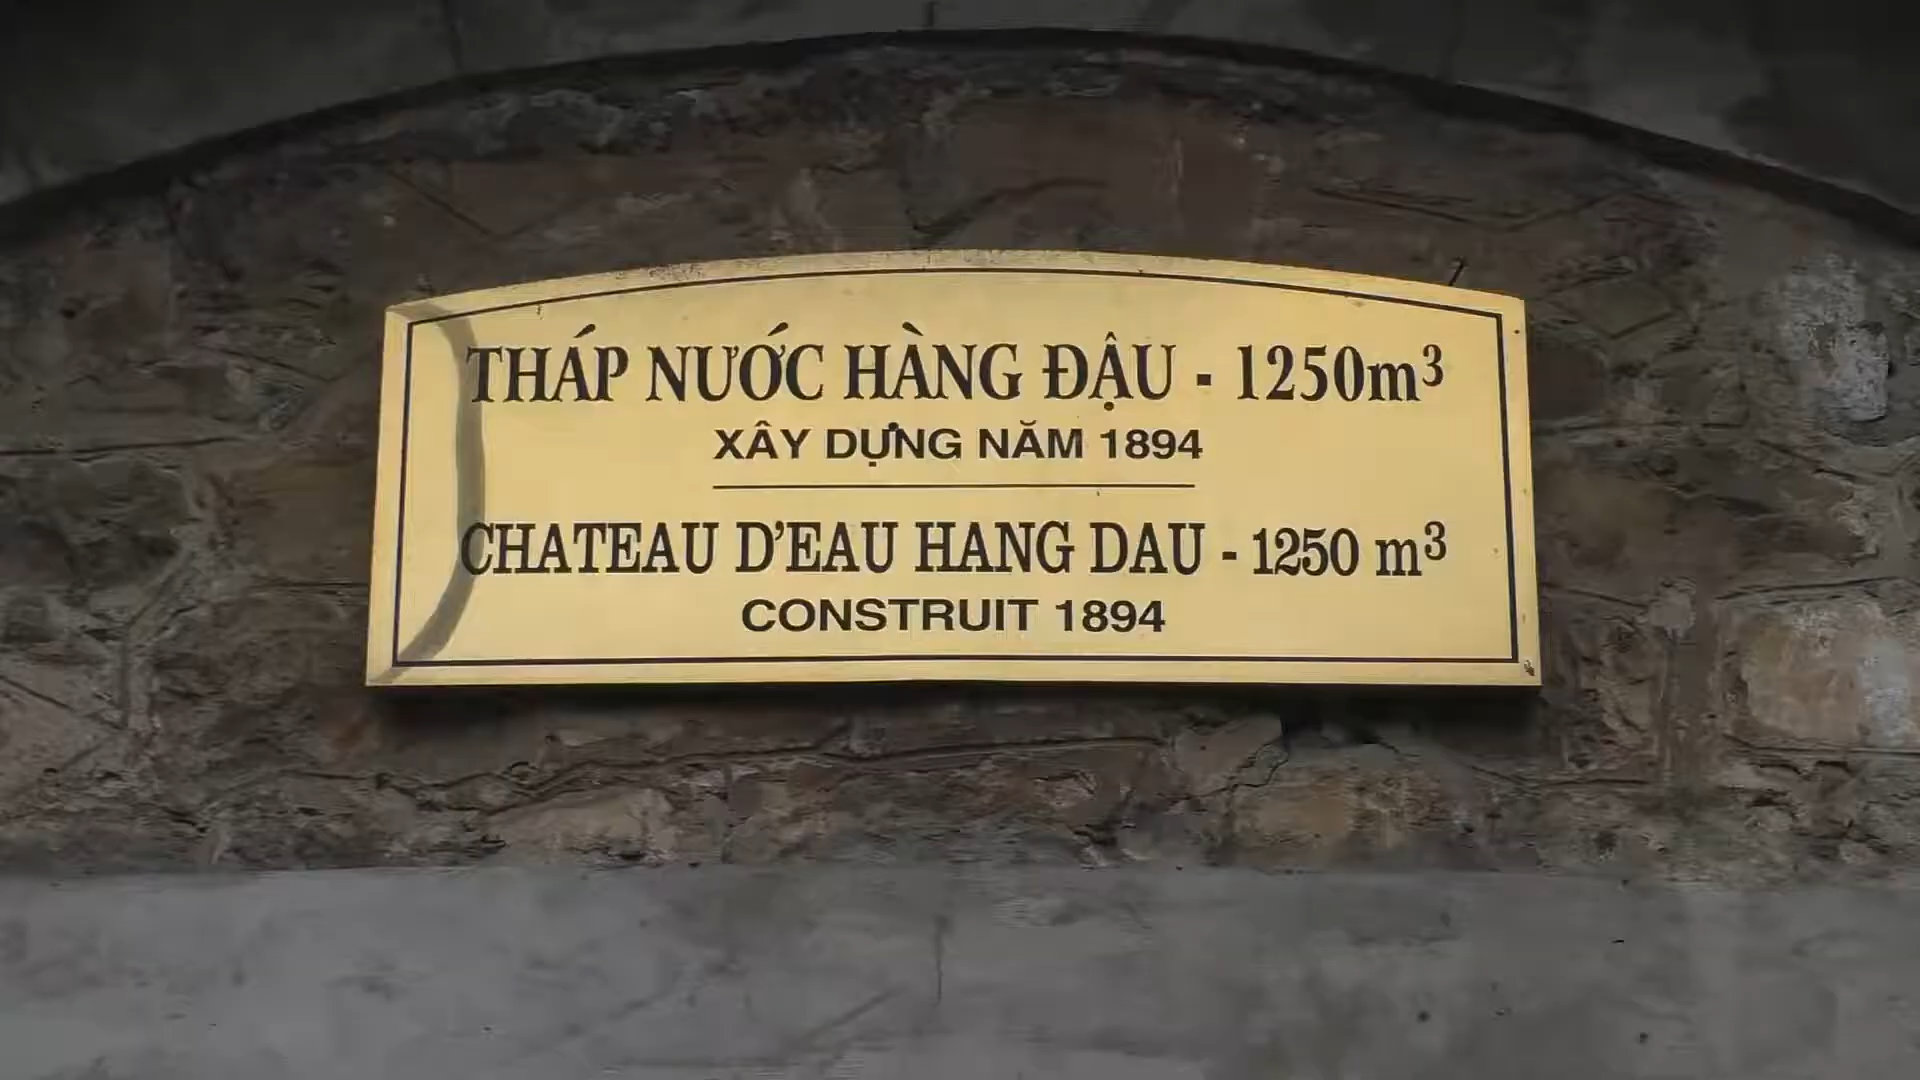 THÁP NƯỚC HÀNG ĐẬU - 1250m³
XÂY DỰNG NĂM 1894
CHATEAU D'EAU HANG DAU - 1250 m³
CONSTRUIT 1894